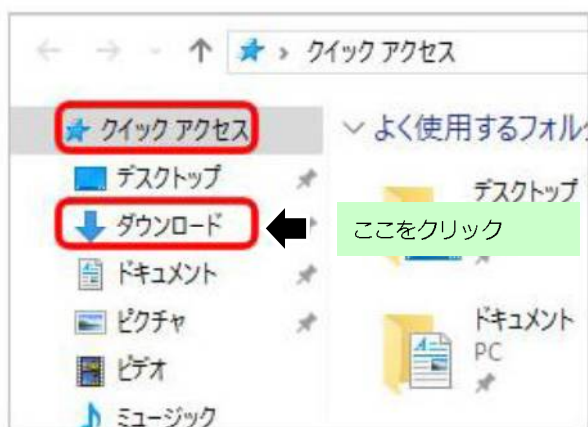 クイック アクセス
クイック アクセス
よく使用するフォル
デスクトップ
デスクトップ
ダウンロード
ここをクリック
ドキュメント
ピクチャ
ドキュメント
PC
ビデオ
ミュージック